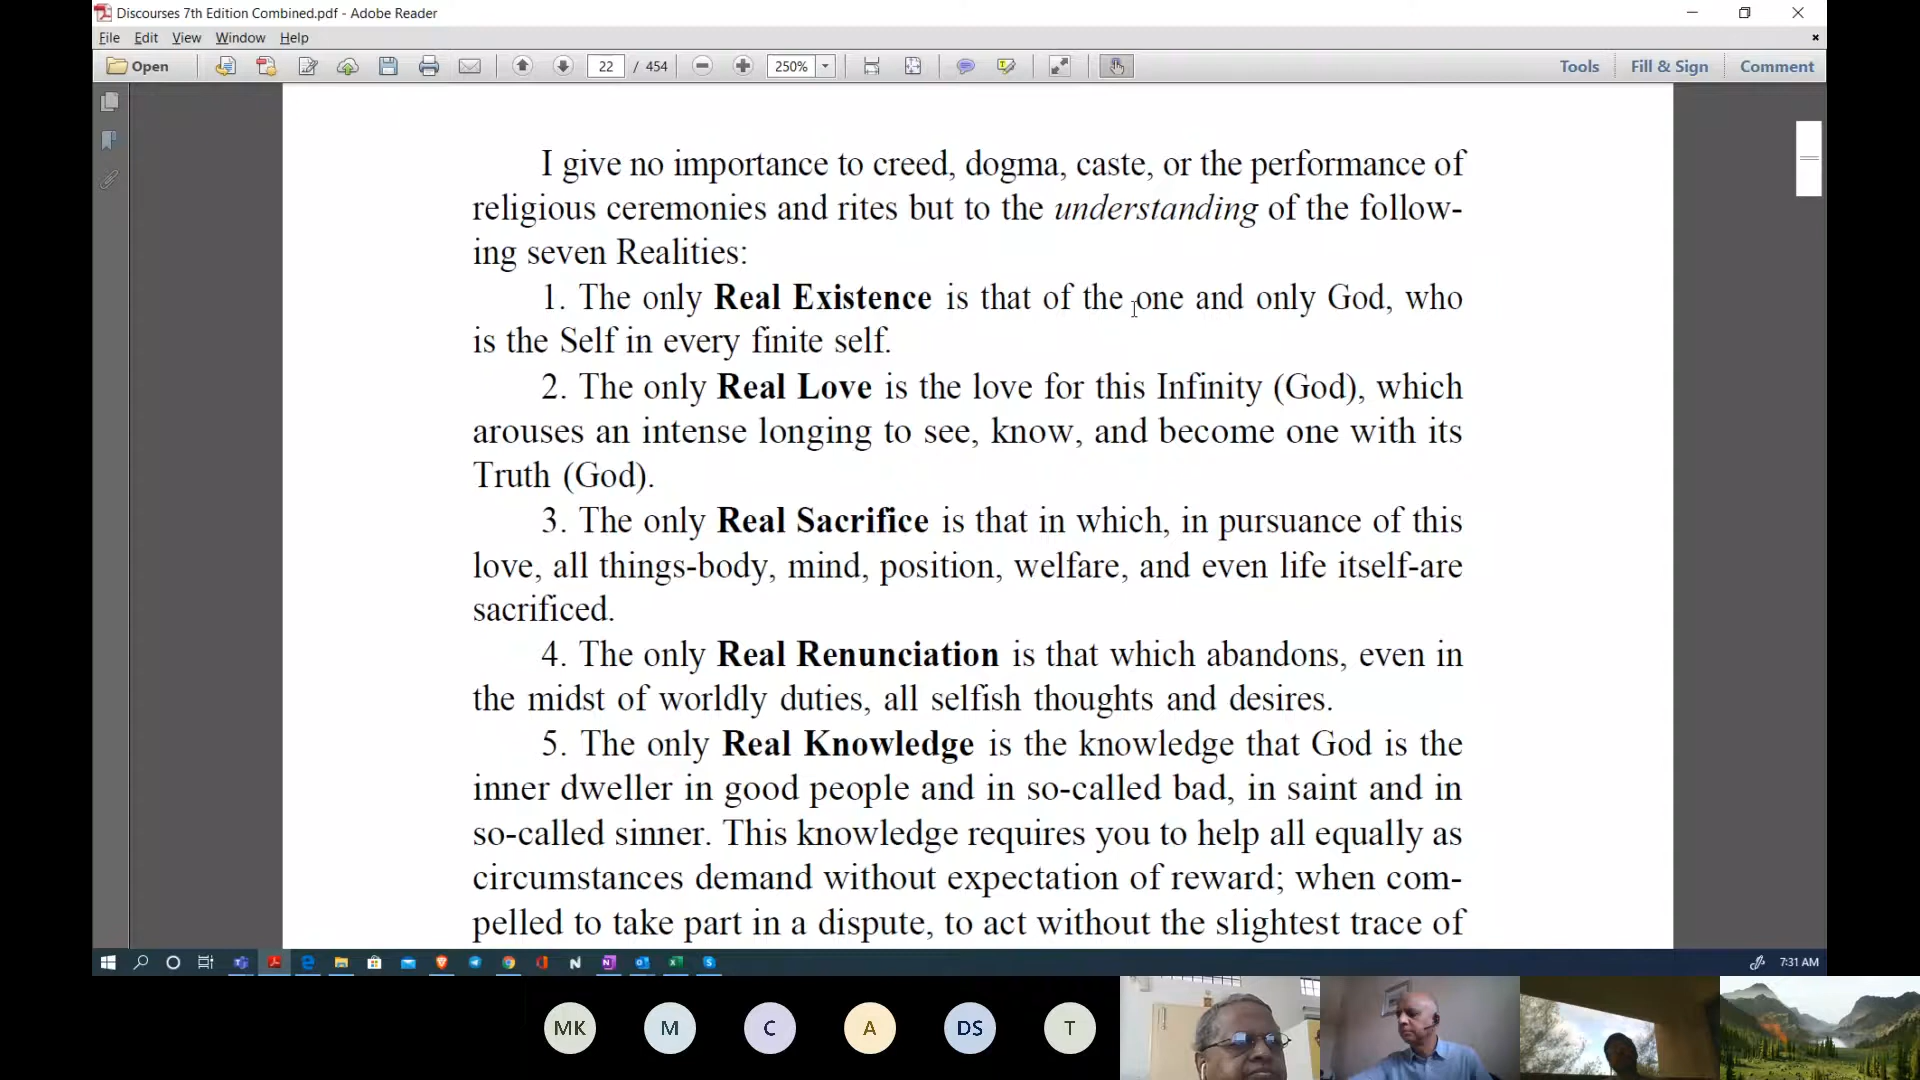 Discourses 7th Edition Combined.pdf - Adobe Reader
File Edit View Window Help
Open 22 / 454 250% Tools Fill & Sign Comment
I give no importance to creed, dogma, caste, or the performance of
religious ceremonies and rites but to the understanding of the follow-
ing seven Realities:
1. The only Real Existence is that of the one and only God, who
is the Self in every finite self.
2. The only Real Love is the love for this Infinity (God), which
arouses an intense longing to see, know, and become one with its
Truth (God).
3. The only Real Sacrifice is that in which, in pursuance of this
love, all things-body, mind, position, welfare, and even life itself-are
sacrificed.
4. The only Real Renunciation is that which abandons, even in
the midst of worldly duties, all selfish thoughts and desires.
5. The only Real Knowledge is the knowledge that God is the
inner dweller in good people and in so-called bad, in saint and in
so-called sinner. This knowledge requires you to help all equally as
circumstances demand without expectation of reward; when com-
pelled to take part in a dispute, to act without the slightest trace of
7:31 AM
MK M C A DS T